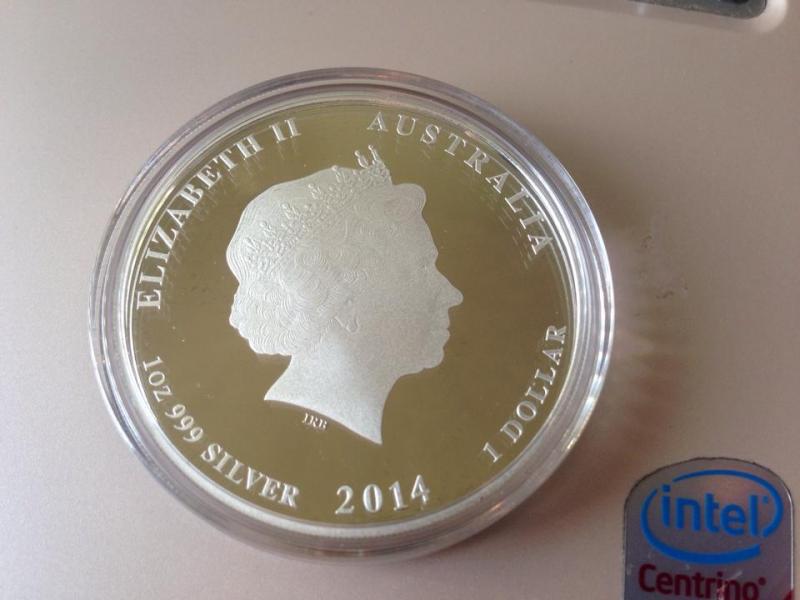 ELIZABETH II
AUSTRALIA
1oz 999 SILVER
2014
1 DOLLAR
IRB
intel
Centrino